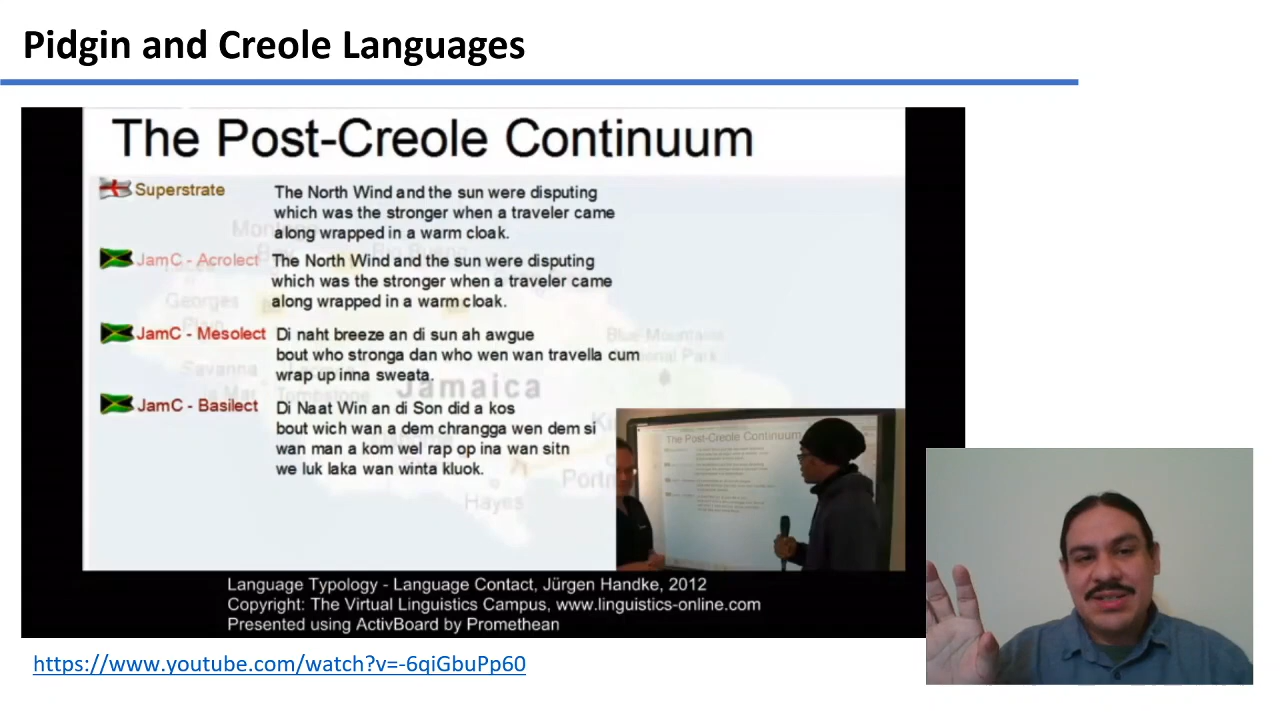 Pidgin and Creole Languages
The Post-Creole Continuum
Superstrate
The North Wind and the sun were disputing
which was the stronger when a traveler came
along wrapped in a warm cloak.
JamC - Acrolect
The North Wind and the sun were disputing
which was the stronger when a traveler came
along wrapped in a warm cloak.
JamC - Mesolect
Di naht breeze an di sun ah awgue
bout who stronga dan who wen wan travella cum
wrap up inna sweata.
JamC - Basilect
Di Naat Win an di Son did a kos
bout wich wan a dem chrangga wen dem si
wan man a kom wel rap op ina wan sitn
we luk laka wan winta kluok.
Georges
Blue Mountains
National Park
Savanna
Jamaica
Hayes
The Post-Creole Continuum
Language Typology - Language Contact, Jürgen Handke, 2012
Copyright: The Virtual Linguistics Campus, www.linguistics-online.com
Presented using ActivBoard by Promethean
https://www.youtube.com/watch?v=-6qiGbuPp60